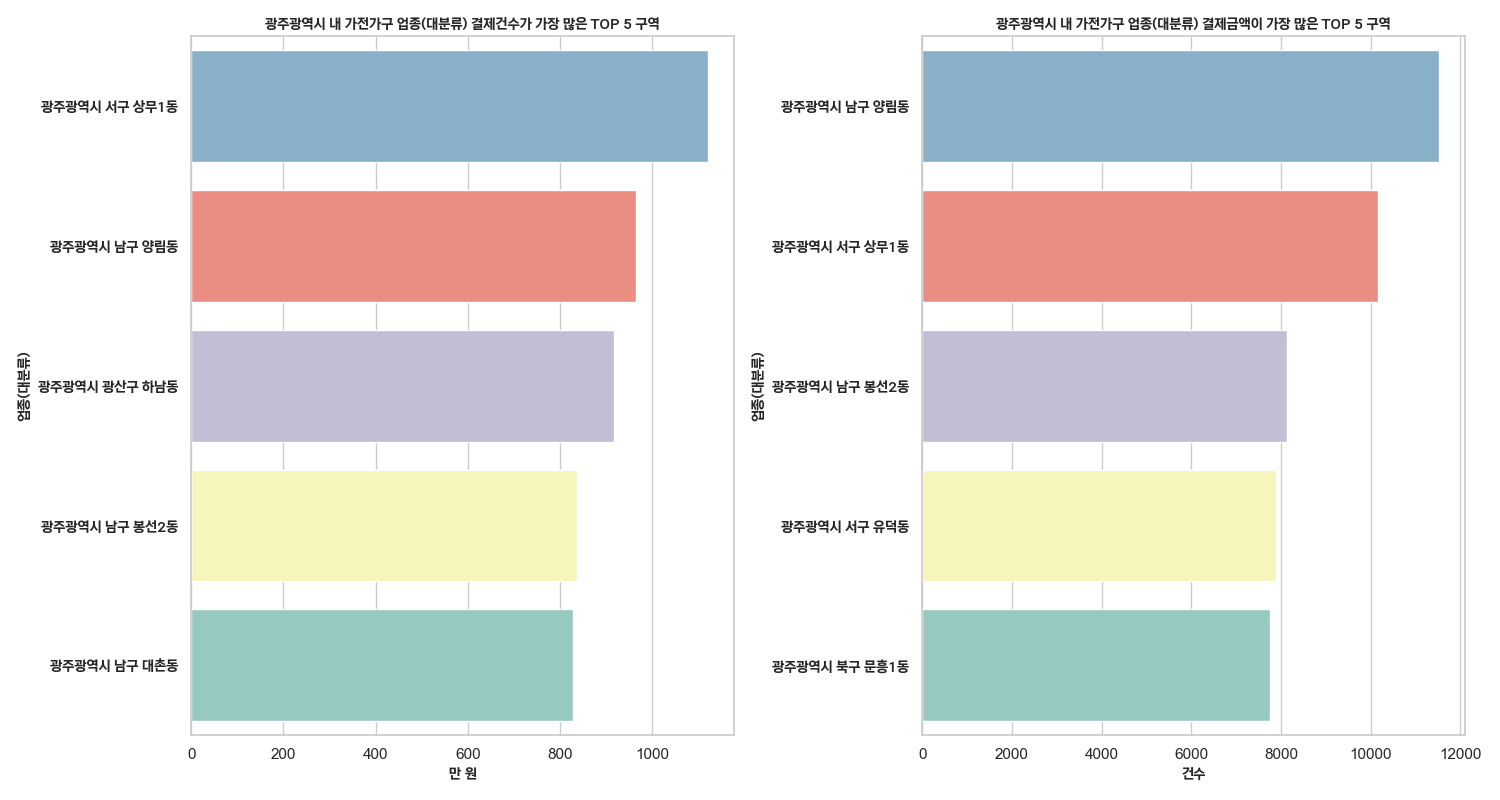 광주광역시 내 가전가구 업종(대분류) 결제건수가 가장 많은 TOP 5 구역
업종(대분류)
광주광역시 서구 상무1동
광주광역시 남구 양림동
광주광역시 광산구 하남동
광주광역시 남구 봉선2동
광주광역시 남구 대촌동
0 200 400 600 800 1000
만 원
광주광역시 내 가전가구 업종(대분류) 결제금액이 가장 많은 TOP 5 구역
업종(대분류)
광주광역시 남구 양림동
광주광역시 서구 상무1동
광주광역시 남구 봉선2동
광주광역시 서구 유덕동
광주광역시 북구 문흥1동
0 2000 4000 6000 8000 10000 12000
건수